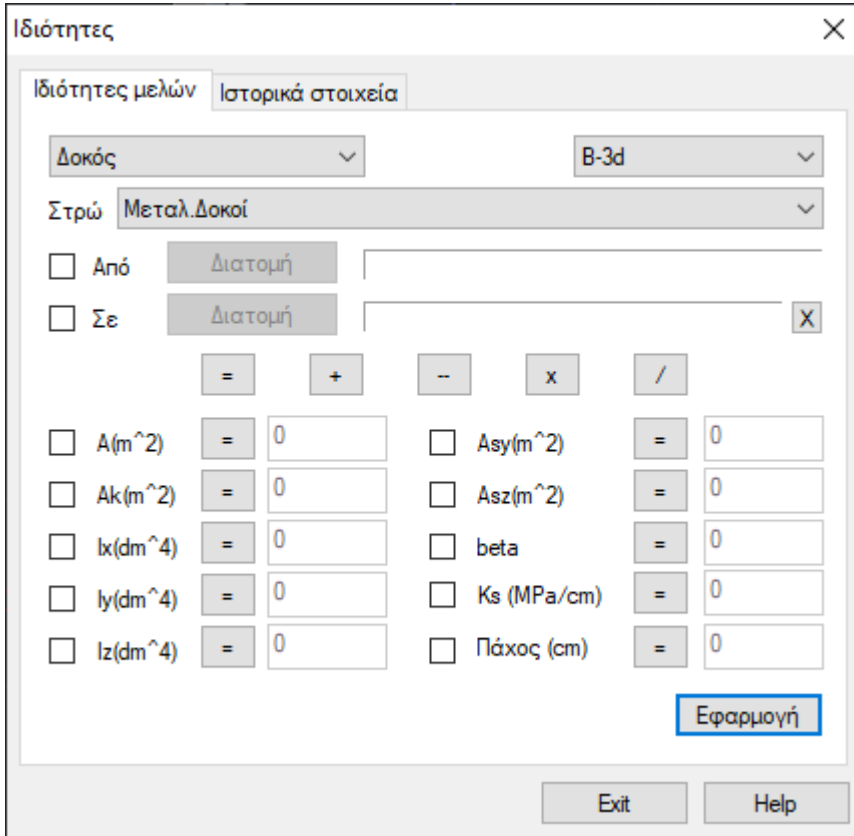 Ιδιότητες
Ιδιότητες μελών Ιστορικά στοιχεία
Δοκός B-3d
Στρώ Μεταλ.Δοκοί
Από Διατομή
Σε Διατομή X
= + -- x /
A(m^2) = 0 Asy(m^2) = 0
Ak(m^2) = 0 Asz(m^2) = 0
Ix(dm^4) = 0 beta = 0
Iy(dm^4) = 0 Ks (MPa/cm) = 0
Iz(dm^4) = 0 Πάχος (cm) = 0
Εφαρμογή
Exit Help